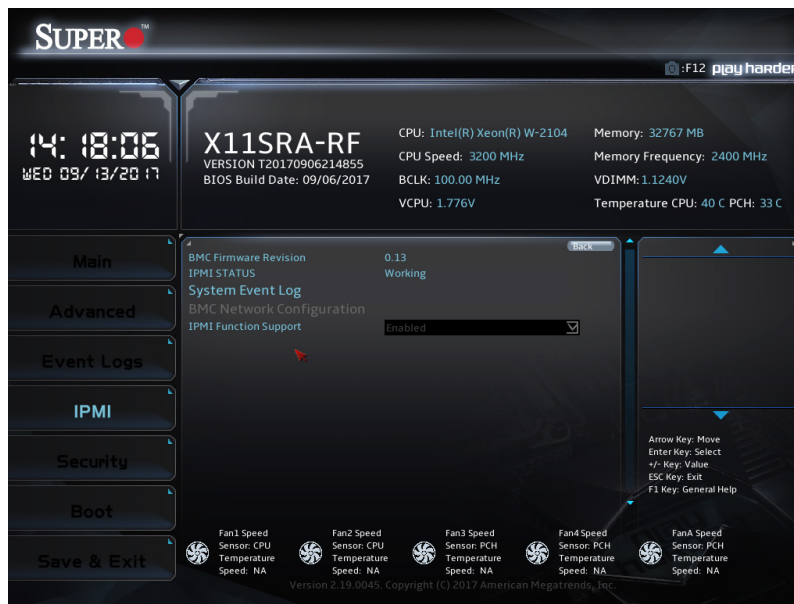 SUPER™
:F12 play harder
14: 18:06
WED 09/ 13/20 17
X11SRA-RF
VERSION T20170906214855
BIOS Build Date: 09/06/2017
CPU: Intel(R) Xeon(R) W-2104
CPU Speed: 3200 MHz
BCLK: 100.00 MHz
VCPU: 1.776V
Memory: 32767 MB
Memory Frequency: 2400 MHz
VDIMM: 1.1240V
Temperature CPU: 40 C PCH: 33 C
Main
Advanced
Event Logs
IPMI
Security
Boot
Save & Exit
Back
BMC Firmware Revision 0.13
IPMI STATUS Working
System Event Log
BMC Network Configuration
IPMI Function Support Enabled
Arrow Key: Move
Enter Key: Select
+/- Key: Value
ESC Key: Exit
F1 Key: General Help
Fan1 Speed
Sensor: CPU
Temperature
Speed: NA
Fan2 Speed
Sensor: CPU
Temperature
Speed: NA
Fan3 Speed
Sensor: PCH
Temperature
Speed: NA
Fan4 Speed
Sensor: PCH
Temperature
Speed: NA
FanA Speed
Sensor: PCH
Temperature
Speed: NA
Version 2.19.0045. Copyright (C) 2017 American Megatrends, Inc.